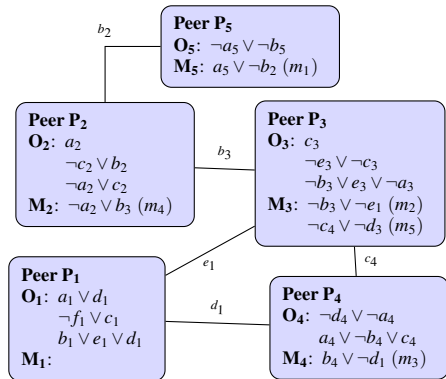 Peer P₅
O₅: ¬a₅ ∨ ¬b₅
M₅: a₅ ∨ ¬b₂ (m₁)
b₂
Peer P₂
O₂: a₂
¬c₂ ∨ b₂
¬a₂ ∨ c₂
M₂: ¬a₂ ∨ b₃ (m₄)
b₃
Peer P₃
O₃: c₃
¬e₃ ∨ ¬c₃
¬b₃ ∨ e₃ ∨ ¬a₃
M₃: ¬b₃ ∨ ¬e₁ (m₂)
¬c₄ ∨ ¬d₃ (m₅)
e₁
c₄
Peer P₁
O₁: a₁ ∨ d₁
¬f₁ ∨ c₁
b₁ ∨ e₁ ∨ d₁
M₁:
d₁
Peer P₄
O₄: ¬d₄ ∨ ¬a₄
a₄ ∨ ¬b₄ ∨ c₄
M₄: b₄ ∨ ¬d₁ (m₃)